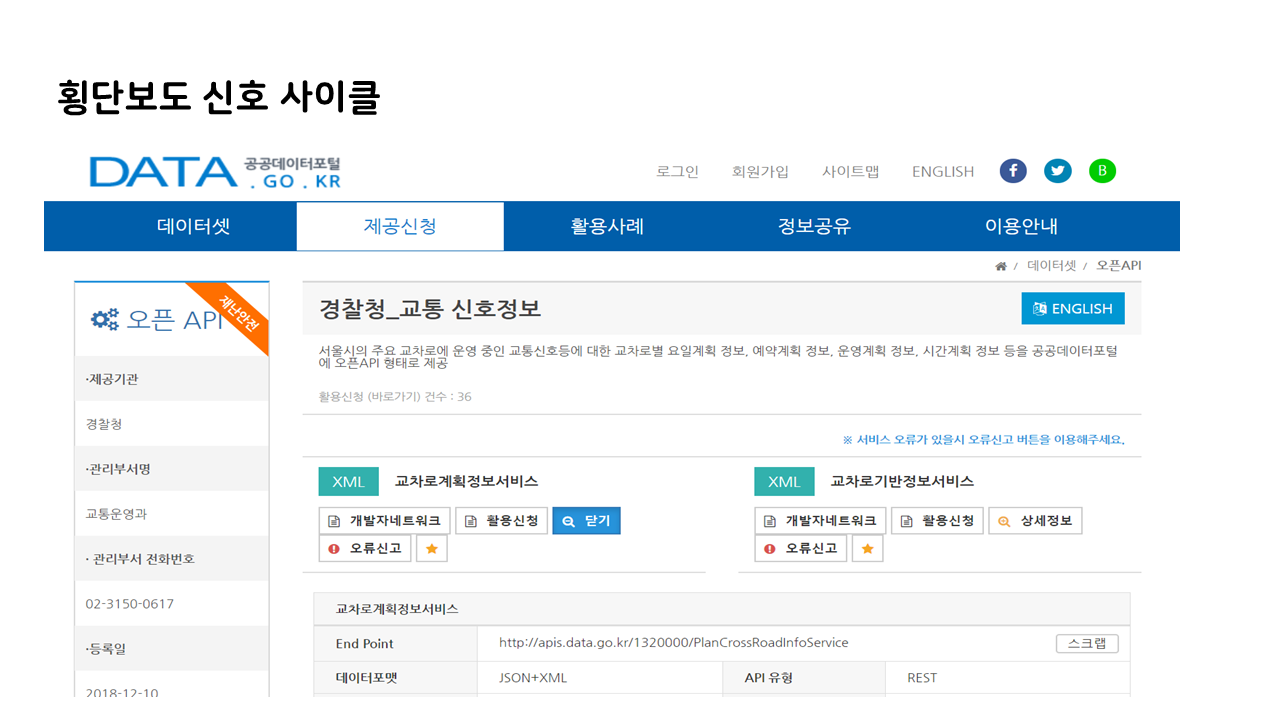 횡단보도 신호 사이클
DATA 공공데이터포털
. GO . KR
로그인 회원가입 사이트맵 ENGLISH f B
데이터셋 제공신청 활용사례 정보공유 이용안내
/ 데이터셋 / 오픈API
오픈 API
재난안전
·제공기관
경찰청
·관리부서명
교통운영과
· 관리부서 전화번호
02-3150-0617
·등록일
2018-12-10
경찰청_교통 신호정보
ENGLISH
서울시의 주요 교차로에 운영 중인 교통신호등에 대한 교차로별 요일계획 정보, 예약계획 정보, 운영계획 정보, 시간계획 정보 등을 공공데이터포털
에 오픈API 형태로 제공
활용신청 (바로가기) 건수 : 36
※ 서비스 오류가 있을시 오류신고 버튼을 이용해주세요.
XML 교차로계획정보서비스
개발자네트워크 활용신청 닫기
오류신고
XML 교차로기반정보서비스
개발자네트워크 활용신청 상세정보
오류신고
교차로계획정보서비스
End Point http://apis.data.go.kr/1320000/PlanCrossRoadInfoService 스크랩
데이터포맷 JSON+XML API 유형 REST